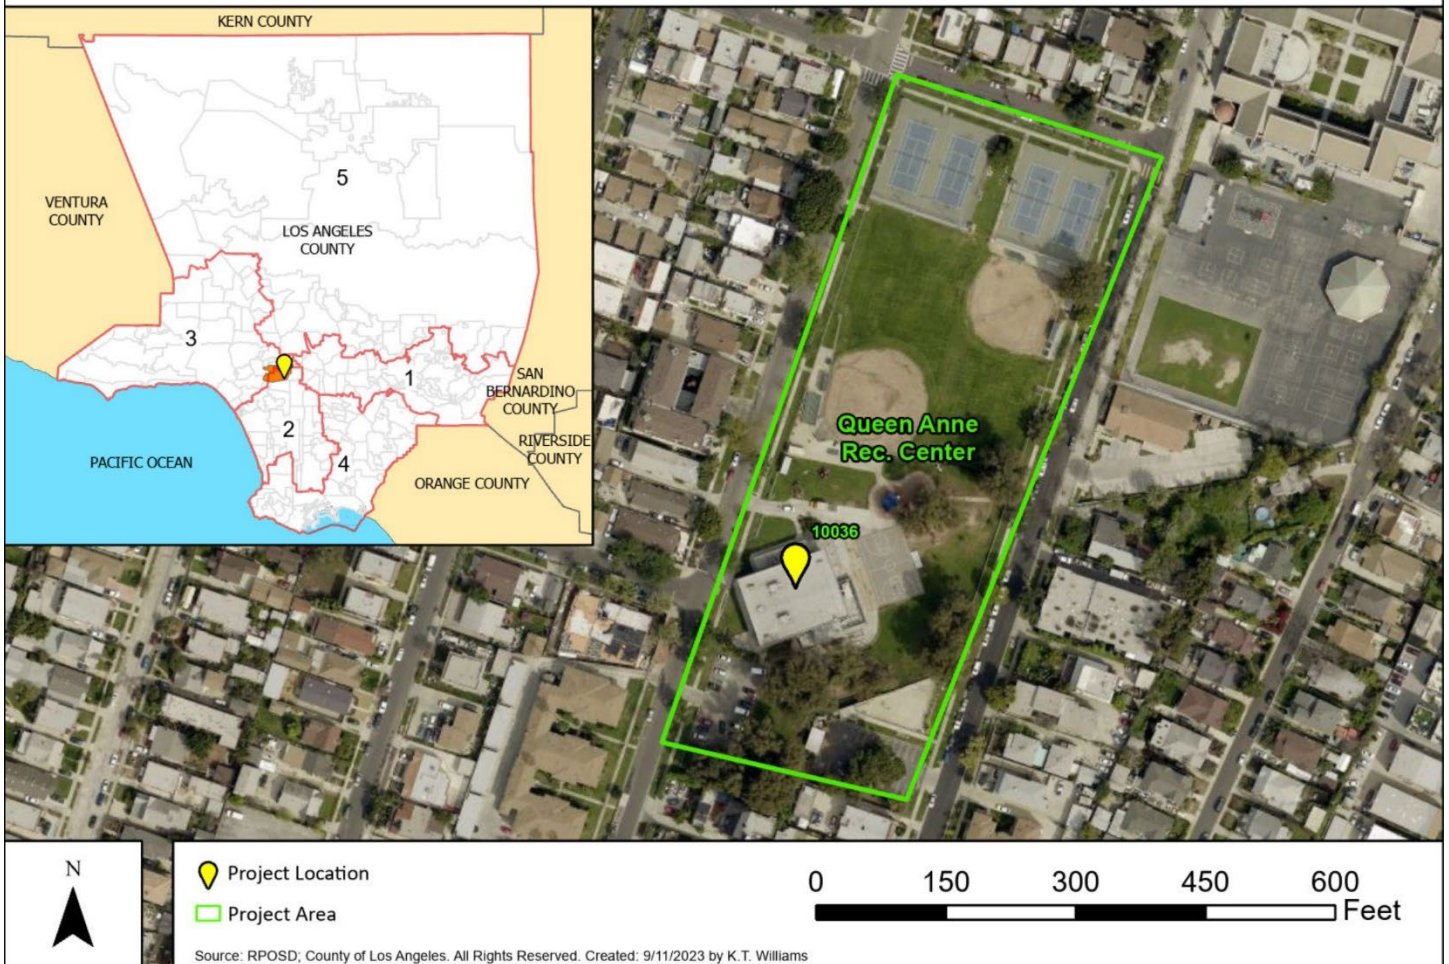 KERN COUNTY
5
VENTURA
COUNTY
LOS ANGELES
COUNTY
3
1
SAN
BERNARDINO
COUNTY
2
RIVERSIDE
COUNTY
4
PACIFIC OCEAN
ORANGE COUNTY
Queen Anne
Rec. Center
10036
N
Project Location
Project Area
0 150 300 450 600
Feet
Source: RPOSD; County of Los Angeles. All Rights Reserved. Created: 9/11/2023 by K.T. Williams